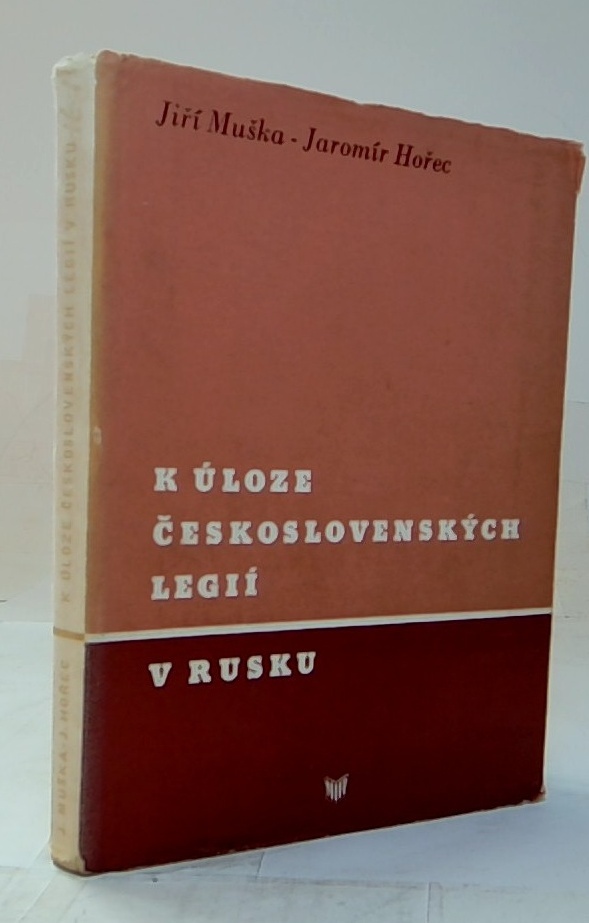 Jiří Muška - Jaromír Hořec
K ÚLOZE
ČESKOSLOVENSKÝCH
LEGIÍ
V RUSKU
J. MUŠKA - J. HOŘEC
K ÚLOZE ČESKOSLOVENSKÝCH LEGIÍ V RUSKU